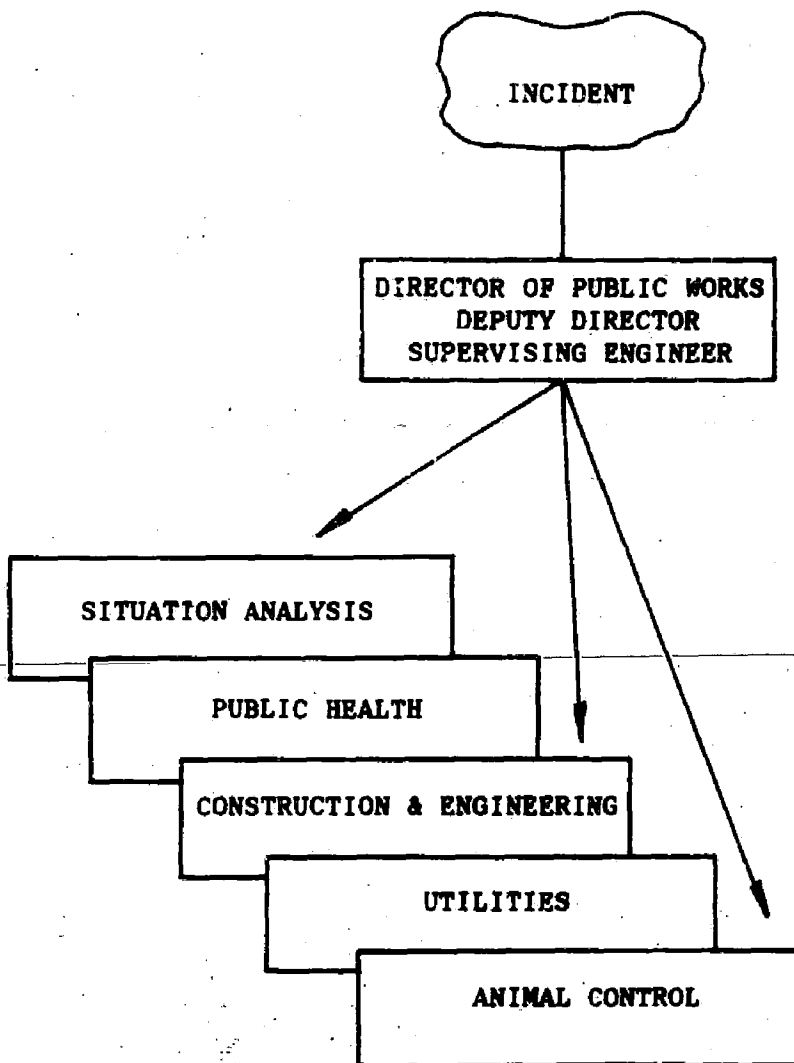 INCIDENT
DIRECTOR OF PUBLIC WORKS
DEPUTY DIRECTOR
SUPERVISING ENGINEER
SITUATION ANALYSIS
PUBLIC HEALTH
CONSTRUCTION & ENGINEERING
UTILITIES
ANIMAL CONTROL